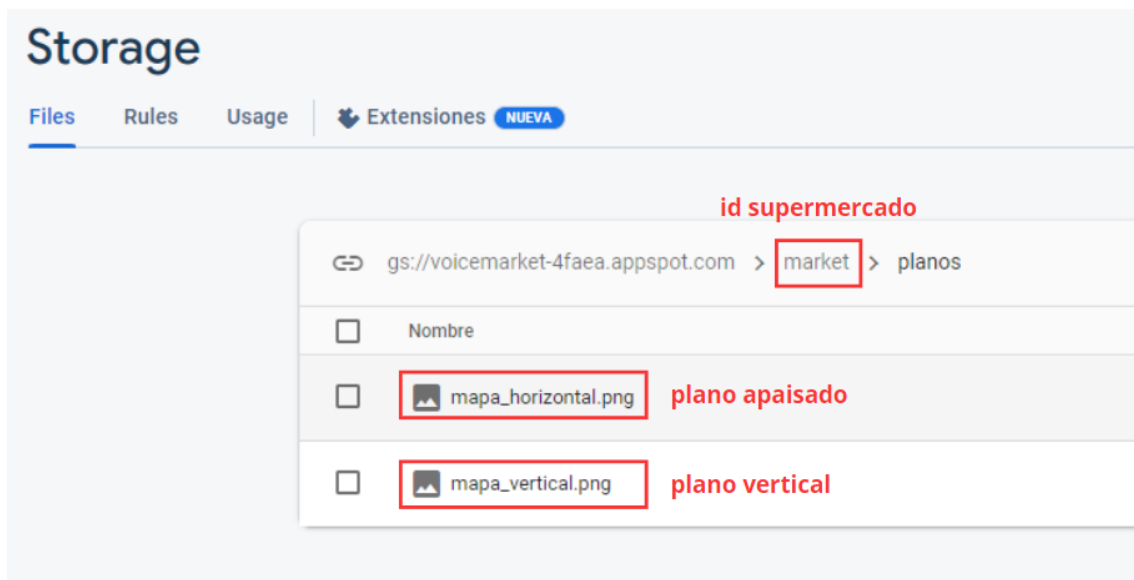 Storage
Files Rules Usage Extensiones NUEVA
id supermercado
gs://voicemarket-4faea.appspot.com > market > planos
Nombre
mapa_horizontal.png plano apaisado
mapa_vertical.png plano vertical